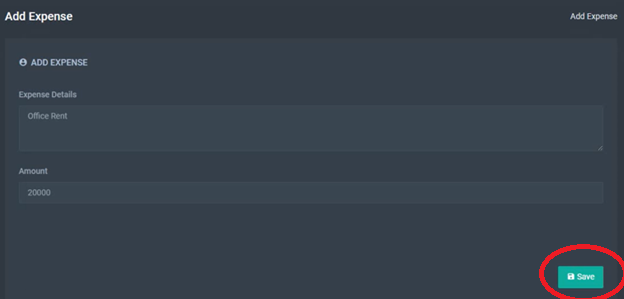 Add Expense
Add Expense
ADD EXPENSE
Expense Details
Office Rent
Amount
20000
Save